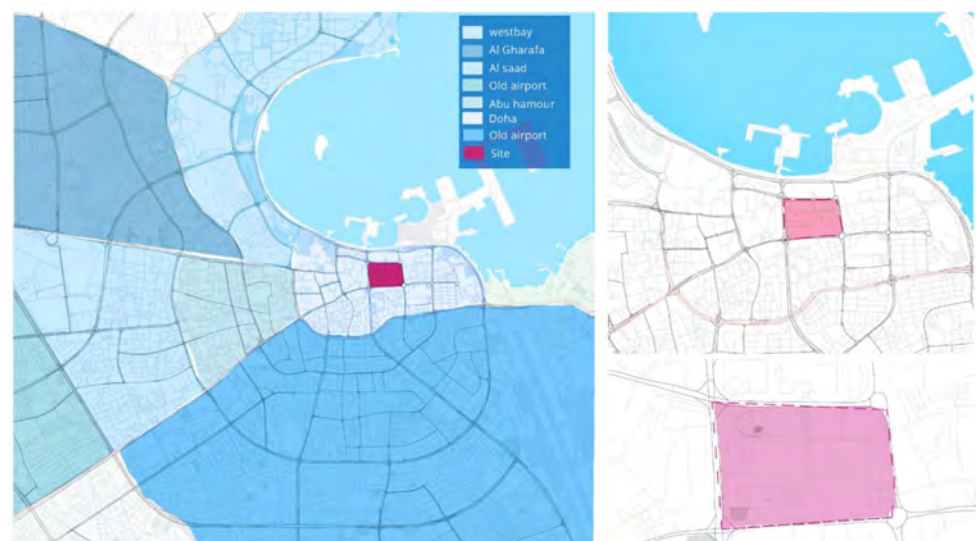 westbay
Al Gharafa
Al saad
Old airport
Abu hamour
Doha
Old airport
Site